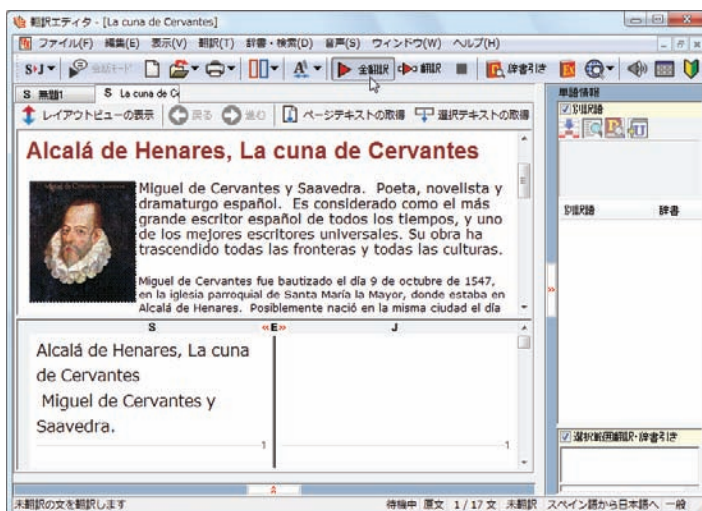 翻訳エディタ - [La cuna de Cervantes]
ファイル(F) 編集(E) 表示(V) 翻訳(T) 辞書・検索(D) 音声(S) ウィンドウ(W) ヘルプ(H)
S›J 会話モード 全翻訳 翻訳 辞書引き
S 無題1 S La cuna de C
レイアウトビューの表示 戻る 進む ページテキストの取得 選択テキストの取得
Alcalá de Henares, La cuna de Cervantes
Miguel de Cervantes y Saavedra. Poeta, novelista y
dramaturgo español. Es considerado como el más
grande escritor español de todos los tiempos, y uno
de los mejores escritores universales. Su obra ha
trascendido todas las fronteras y todas las culturas.
Miguel de Cervantes fue bautizado el día 9 de octubre de 1547,
en la iglesia parroquial de Santa María la Mayor, donde estaba en
Alcalá de Henares. Posiblemente nació en la misma ciudad el día
S «E» J
Alcalá de Henares, La cuna
de Cervantes
Miguel de Cervantes y
Saavedra.
1 1
単語情報
別訳語
別訳語 辞書
選択範囲翻訳・辞書引き
未翻訳の文を翻訳します 待機中 原文 1 / 17 文 未翻訳 スペイン語から日本語へ 一般